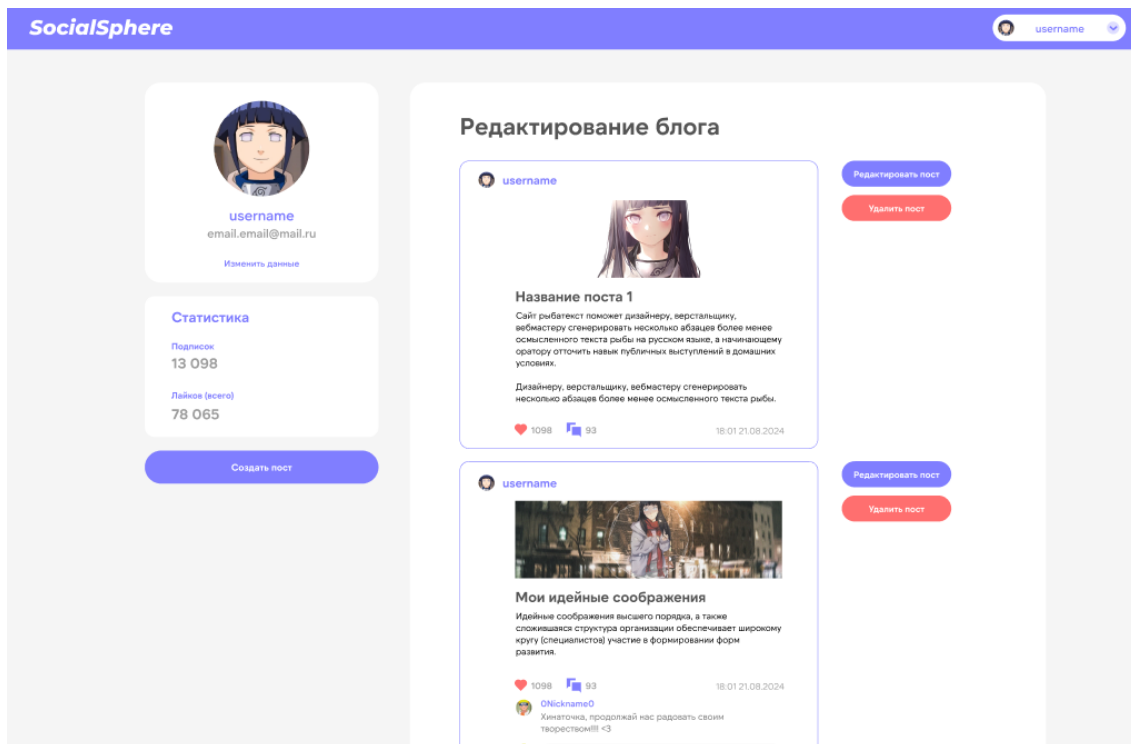 SocialSphere
username
username
email.email@mail.ru
Изменить данные
Статистика
Подписок
13 098
Лайков (всего)
78 065
Создать пост
Редактирование блога
username
Название поста 1
Сайт рыбатекст поможет дизайнеру, верстальщику,
вебмастеру сгенерировать несколько абзацев более менее
осмысленного текста рыбы на русском языке, а начинающему
оратору отточить навык публичных выступлений в домашних
условиях.
Дизайнеру, верстальщику, вебмастеру сгенерировать
несколько абзацев более менее осмысленного текста рыбы.
1098 93 18:01 21.08.2024
Редактировать пост
Удалить пост
username
Мои идейные соображения
Идейные соображения высшего порядка, а также
сложившаяся структура организации обеспечивает широкому
кругу (специалистов) участие в формировании форм
развития.
1098 93 18:01 21.08.2024
0Nickname0
Хинаточка, продолжай нас радовать своим
твореством!!! <3
Редактировать пост
Удалить пост